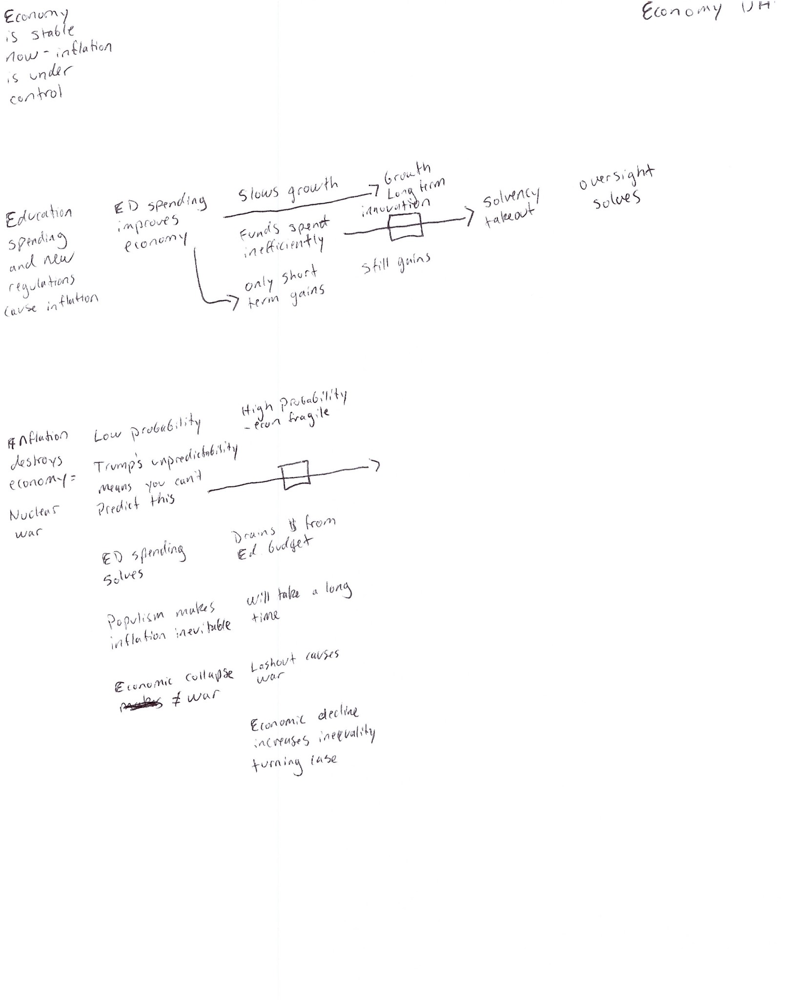 Economy DA
Economy
is stable
now - inflation
is under
control
Education
spending
and new
regulations
cause inflation
ED spending
improves
economy
Slows growth
Funds spent
inefficiently
only short
term gains
Growth
Long term
innovation
Still gains
Solvency
takeout
oversight
solves
Inflation
destroys
economy =
Nuclear
war
Low probability
Trump's unpredictability
means you can't
Predict this
ED spending
Solves
Populism makes
inflation inevitable
Economic collapse
≠ war
High Probability
- econ fragile
Drains $ from
Ed. budget
will take a long
time
Lashout causes
war
Economic decline
increases inequality
turning case